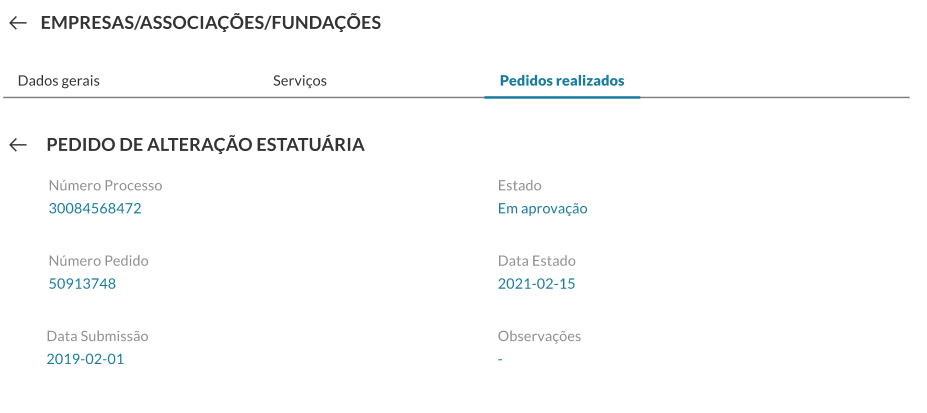 ← EMPRESAS/ASSOCIAÇÕES/FUNDAÇÕES
Dados gerais Serviços Pedidos realizados
← PEDIDO DE ALTERAÇÃO ESTATUÁRIA
Número Processo Estado
30084568472 Em aprovação
Número Pedido Data Estado
50913748 2021-02-15
Data Submissão Observações
2019-02-01 -